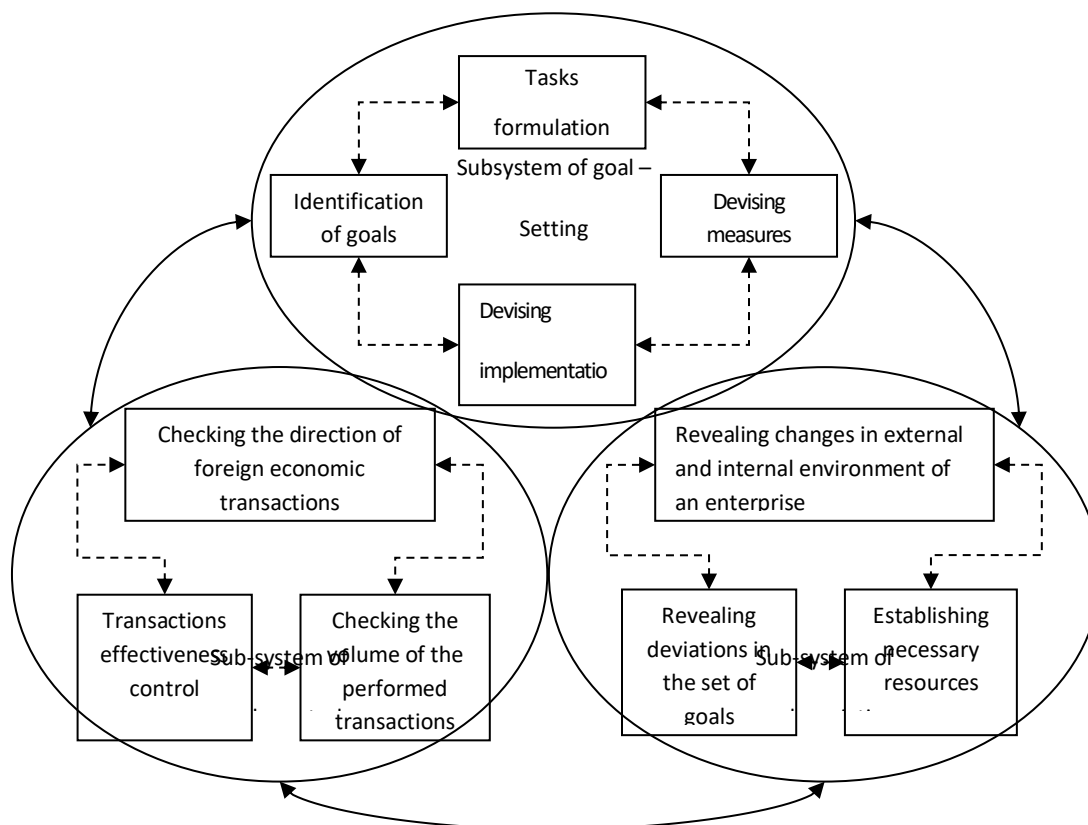 Tasks
formulation
Subsystem of goal –
Setting
Identification
of goals
Devising
measures
Devising
implementatio
Checking the direction of
foreign economic
transactions
Revealing changes in external
and internal environment of
an enterprise
Transactions
effectiveness
control
Sub-system of
Checking the
volume of the
performed
transactions
Revealing
deviations in
the set of
goals
Sub-system of
Establishing
necessary
resources